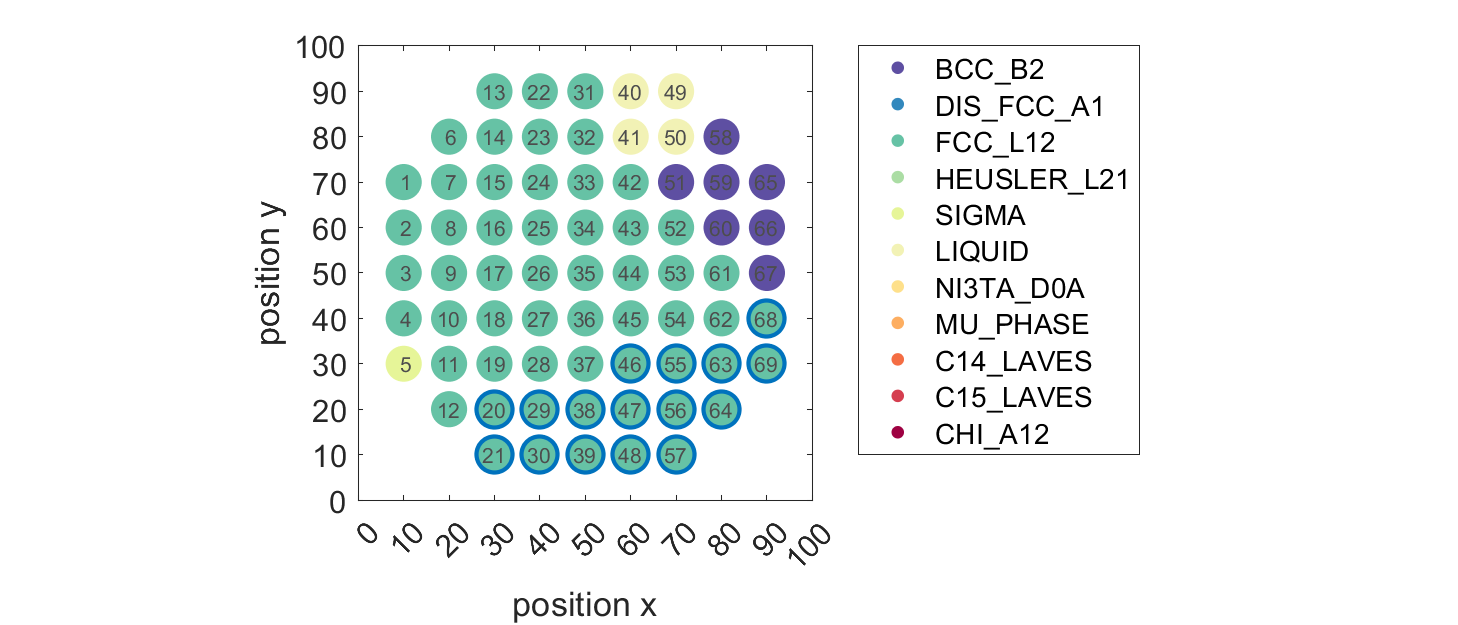 100
90
80
70
60
50
40
30
20
10
0
13 22 31 40 49
6 14 23 32 41 50 58
1 7 15 24 33 42 51 59 65
2 8 16 25 34 43 52 60 66
3 9 17 26 35 44 53 61 67
4 10 18 27 36 45 54 62 68
5 11 19 28 37 46 55 63 69
12 20 29 38 47 56 64
21 30 39 48 57
0 10 20 30 40 50 60 70 80 90 100
position x
position y
BCC_B2
DIS_FCC_A1
FCC_L12
HEUSLER_L21
SIGMA
LIQUID
NI3TA_D0A
MU_PHASE
C14_LAVES
C15_LAVES
CHI_A12